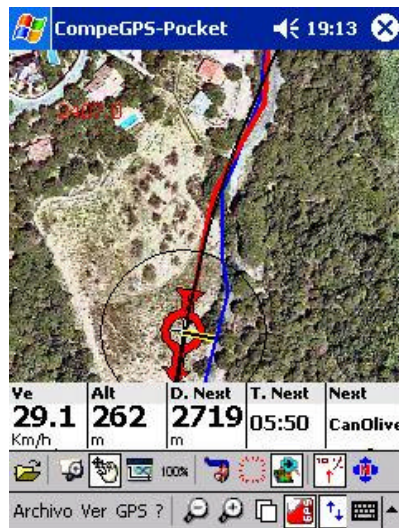 CompeGPS-Pocket 19:13
Ve Alt D. Next T. Next Next
29.1 262 2719 05:50 CanOlive
Km/h m m
100%
Archivo Ver GPS ?